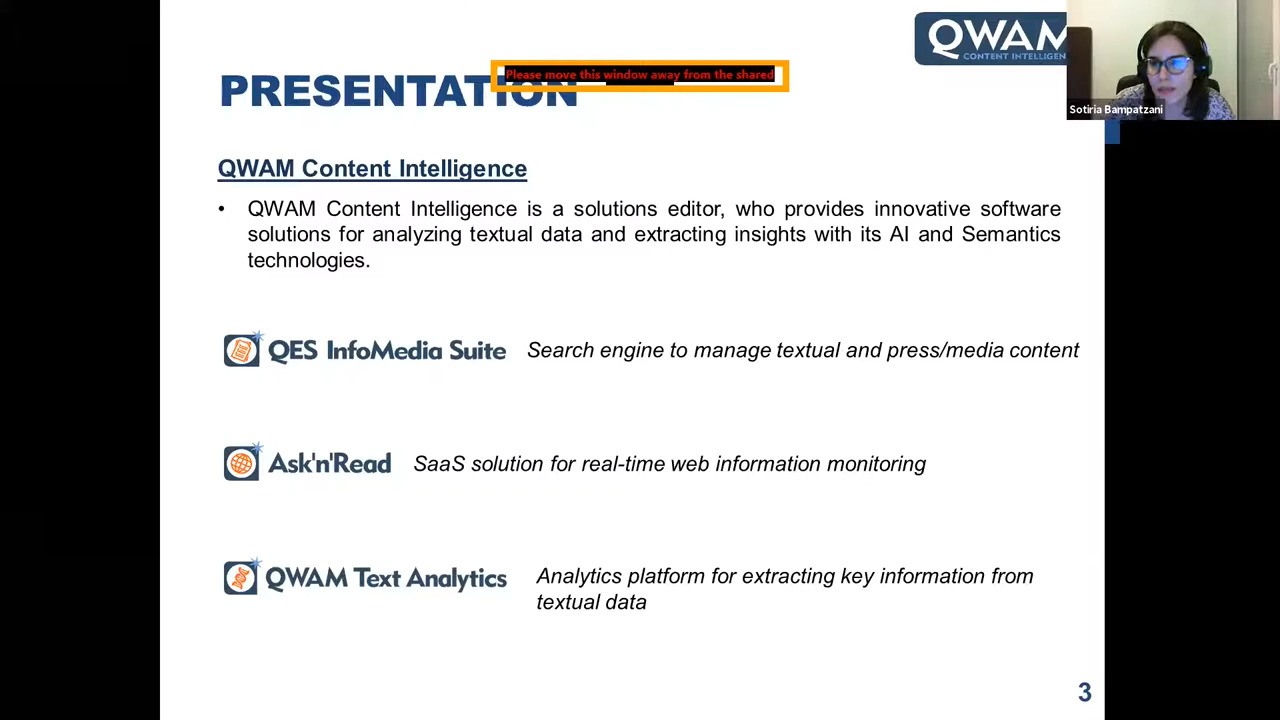 QWAM
CONTENT INTELLIGEN
Please move this window away from the shared
PRESENTATION
Sotiria Bampatzani
QWAM Content Intelligence
• QWAM Content Intelligence is a solutions editor, who provides innovative software
solutions for analyzing textual data and extracting insights with its AI and Semantics
technologies.
QES InfoMedia Suite Search engine to manage textual and press/media content
Ask'n'Read SaaS solution for real-time web information monitoring
QWAM Text Analytics Analytics platform for extracting key information from
textual data
3